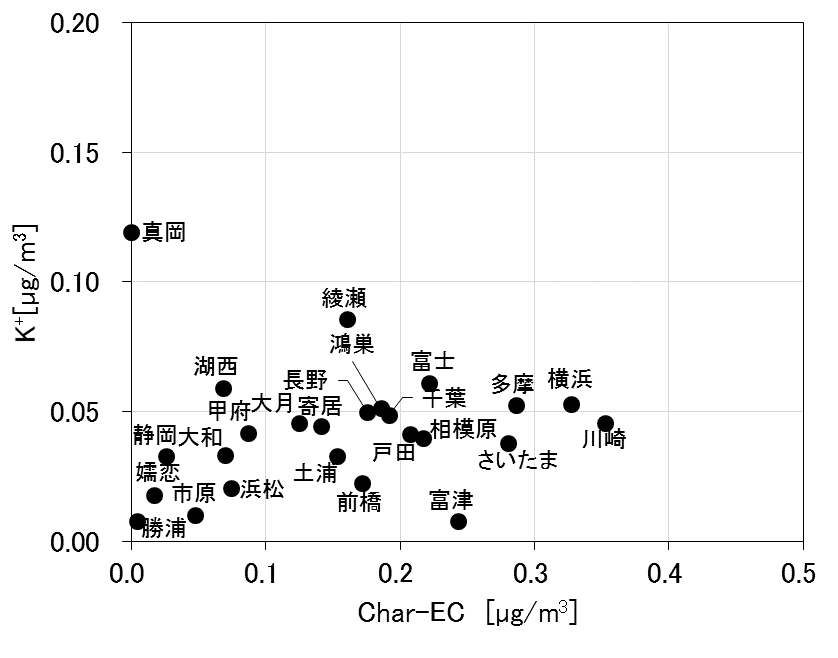 0.20
0.15
0.10
0.05
0.00
K⁺[μg/m³]
真岡
綾瀬
鴻巣
湖西
長野
富士
千葉
多摩
横浜
甲府
大月
寄居
静岡
大和
戸田
相模原
川崎
さいたま
嬬恋
市原
浜松
土浦
前橋
富津
勝浦
0.0
0.1
0.2
0.3
0.4
0.5
Char-EC [μg/m³]